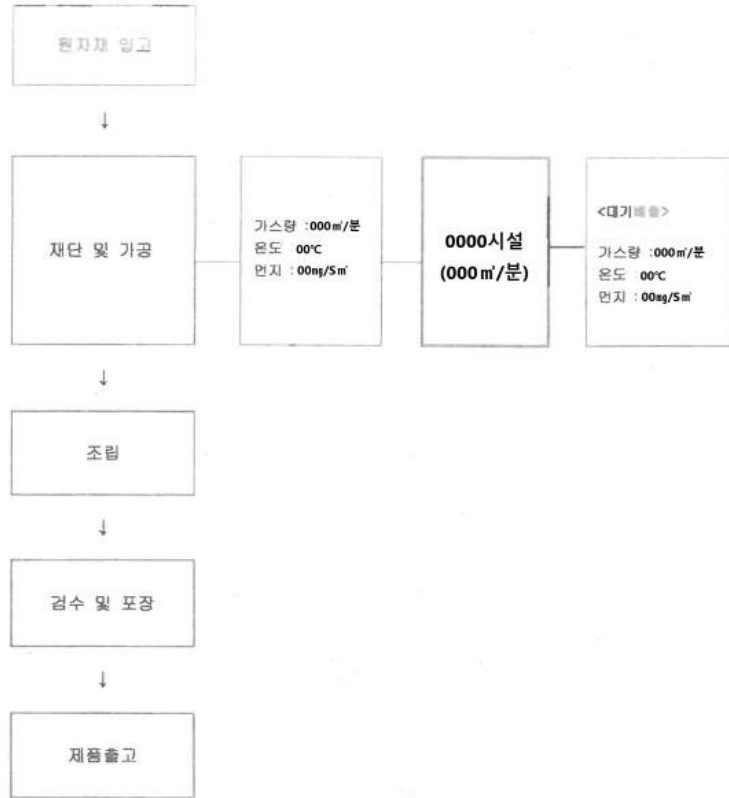 원자재 입고
↓
재단 및 가공
가스량 :000㎥/분
온도 00℃
먼지 :00mg/S㎥
0000시설
(000㎥/분)
<대기배출>
가스량 :000㎥/분
온도 :00℃
먼지 :00mg/S㎥
↓
조립
↓
검수 및 포장
↓
제품출고